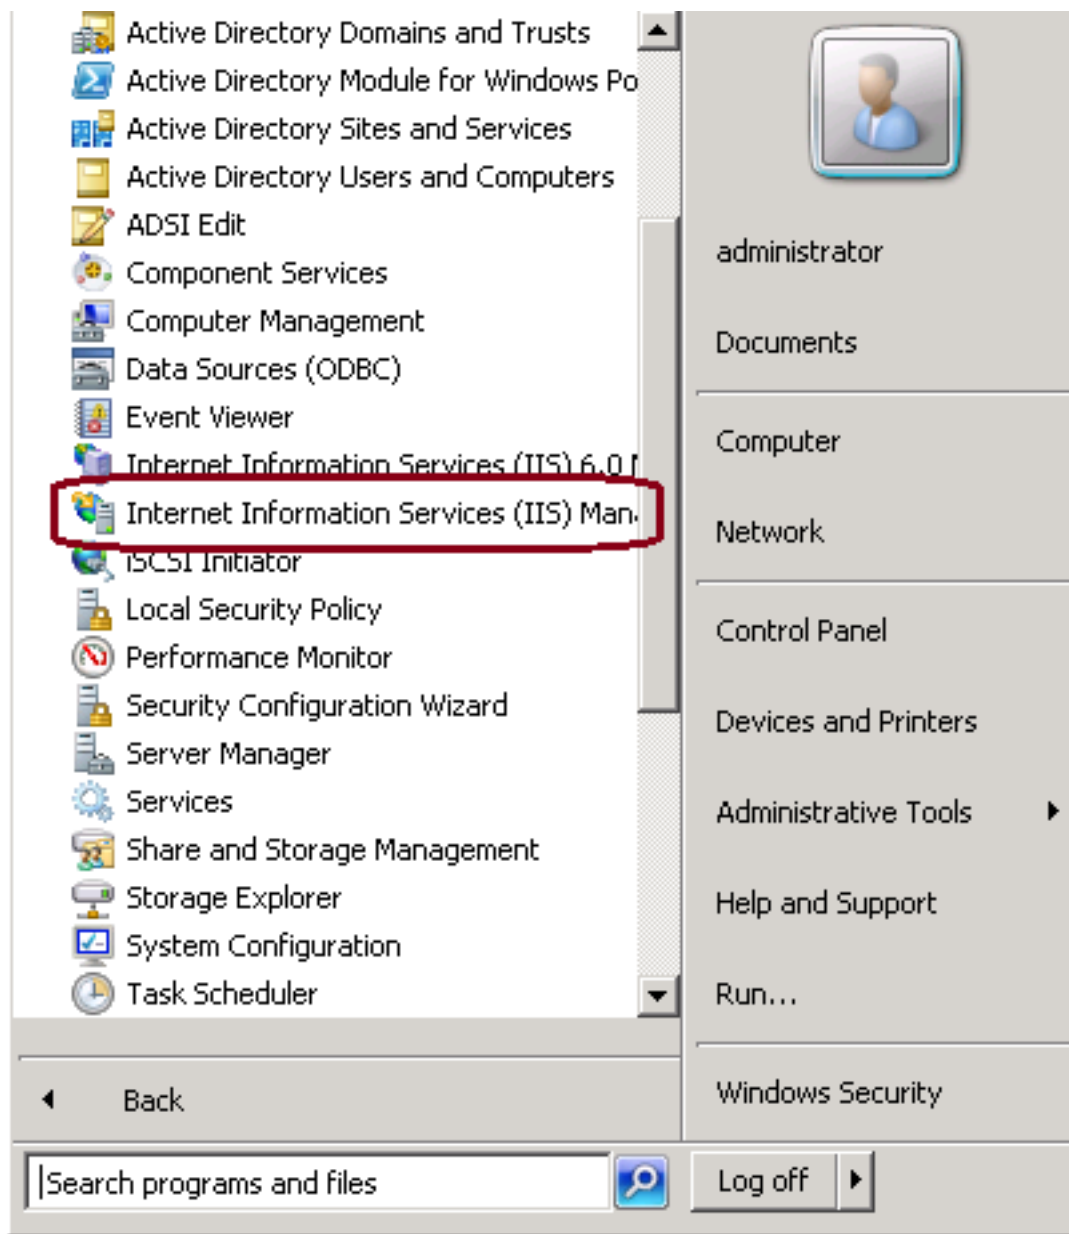 Active Directory Domains and Trusts
Active Directory Module for Windows Po
Active Directory Sites and Services
Active Directory Users and Computers
ADSI Edit
Component Services
Computer Management
Data Sources (ODBC)
Event Viewer
Internet Information Services (IIS) 6.0
Internet Information Services (IIS) Man
iSCSI Initiator
Local Security Policy
Performance Monitor
Security Configuration Wizard
Server Manager
Services
Share and Storage Management
Storage Explorer
System Configuration
Task Scheduler
Back
Search programs and files
administrator
Documents
Computer
Network
Control Panel
Devices and Printers
Administrative Tools
Help and Support
Run...
Windows Security
Log off